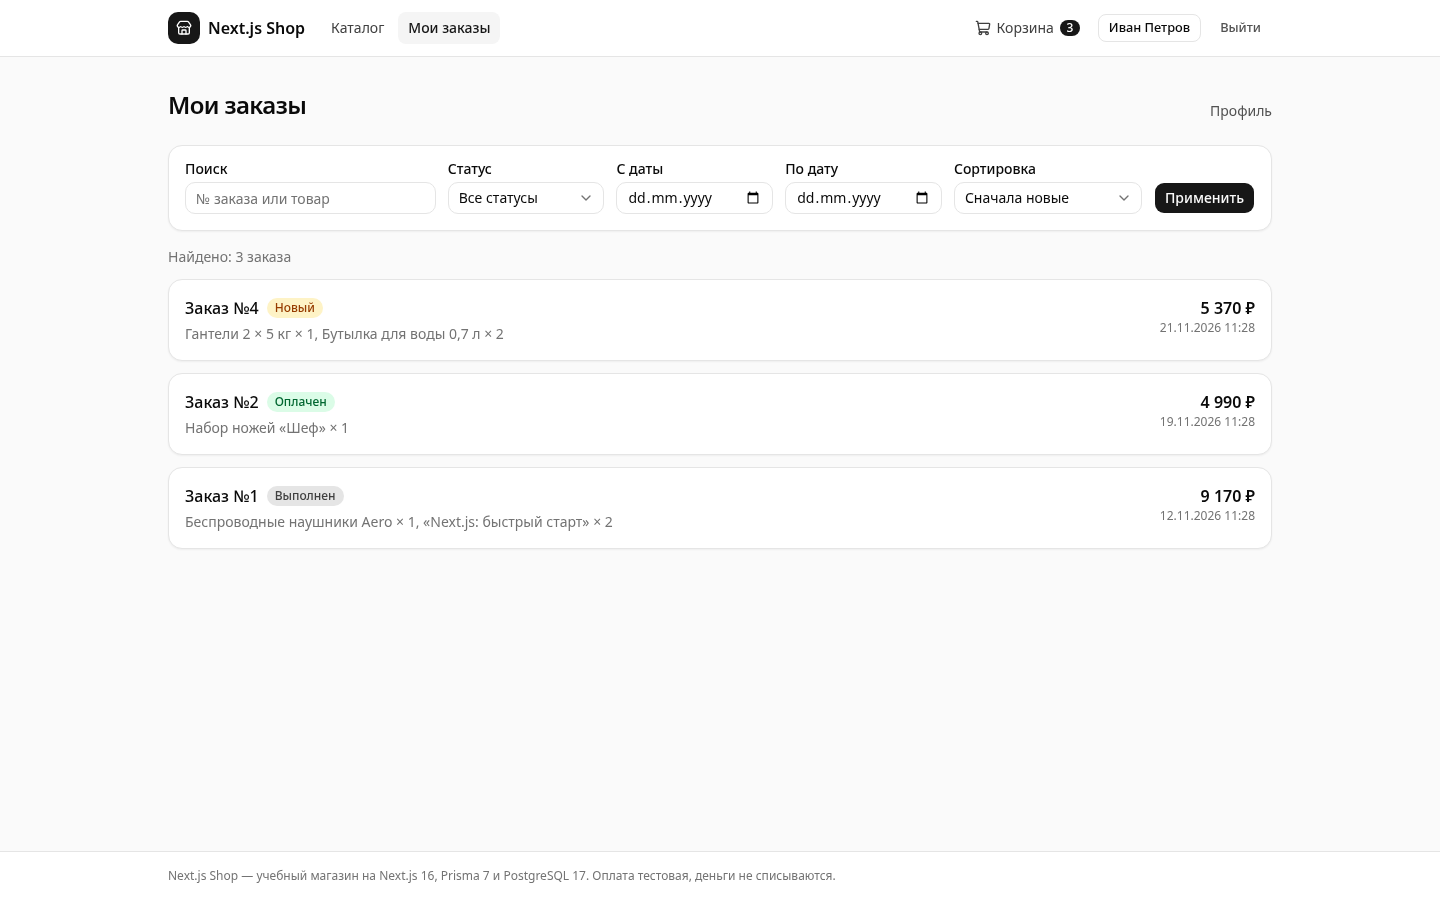 Next.js Shop Каталог Мои заказы Корзина 3 Иван Петров Выйти
Мои заказы
Профиль
Поиск Статус С даты По дату Сортировка
№ заказа или товар Все статусы dd.mm.yyyy dd.mm.yyyy Сначала новые Применить
Найдено: 3 заказа
Заказ №4 Новый 5 370 ₽
Гантели 2 × 5 кг × 1, Бутылка для воды 0,7 л × 2 21.11.2026 11:28
Заказ №2 Оплачен 4 990 ₽
Набор ножей «Шеф» × 1 19.11.2026 11:28
Заказ №1 Выполнен 9 170 ₽
Беспроводные наушники Aero × 1, «Next.js: быстрый старт» × 2 12.11.2026 11:28
Next.js Shop — учебный магазин на Next.js 16, Prisma 7 и PostgreSQL 17. Оплата тестовая, деньги не списываются.